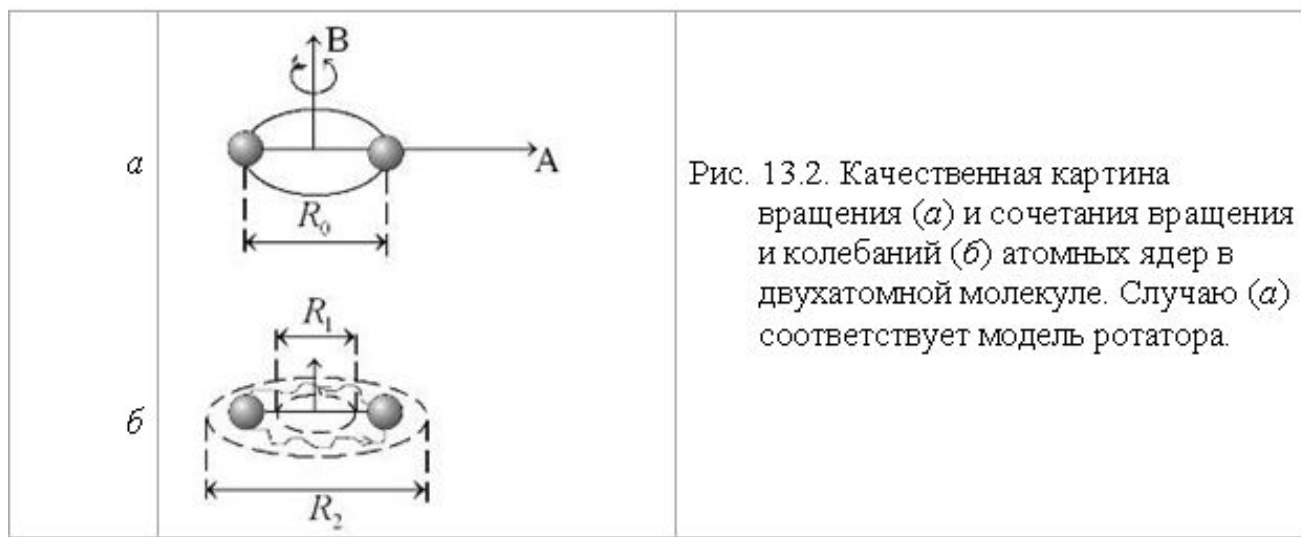 B
а
A
R₀
Рис. 13.2. Качественная картина
вращения (а) и сочетания вращения
и колебаний (б) атомных ядер в
двухатомной молекуле. Случаю (а)
соответствует модель ротатора.
R₁
б
R₂